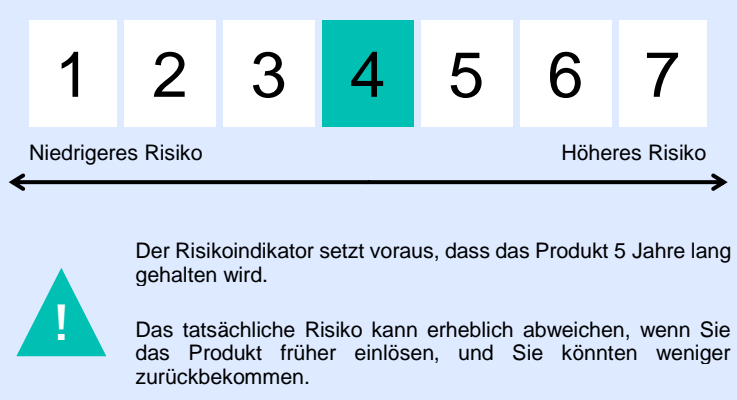 1 2 3 4 5 6 7
Niedrigeres Risiko Höheres Risiko
Der Risikoindikator setzt voraus, dass das Produkt 5 Jahre lang
gehalten wird.
!
Das tatsächliche Risiko kann erheblich abweichen, wenn Sie
das Produkt früher einlösen, und Sie könnten weniger
zurückbekommen.